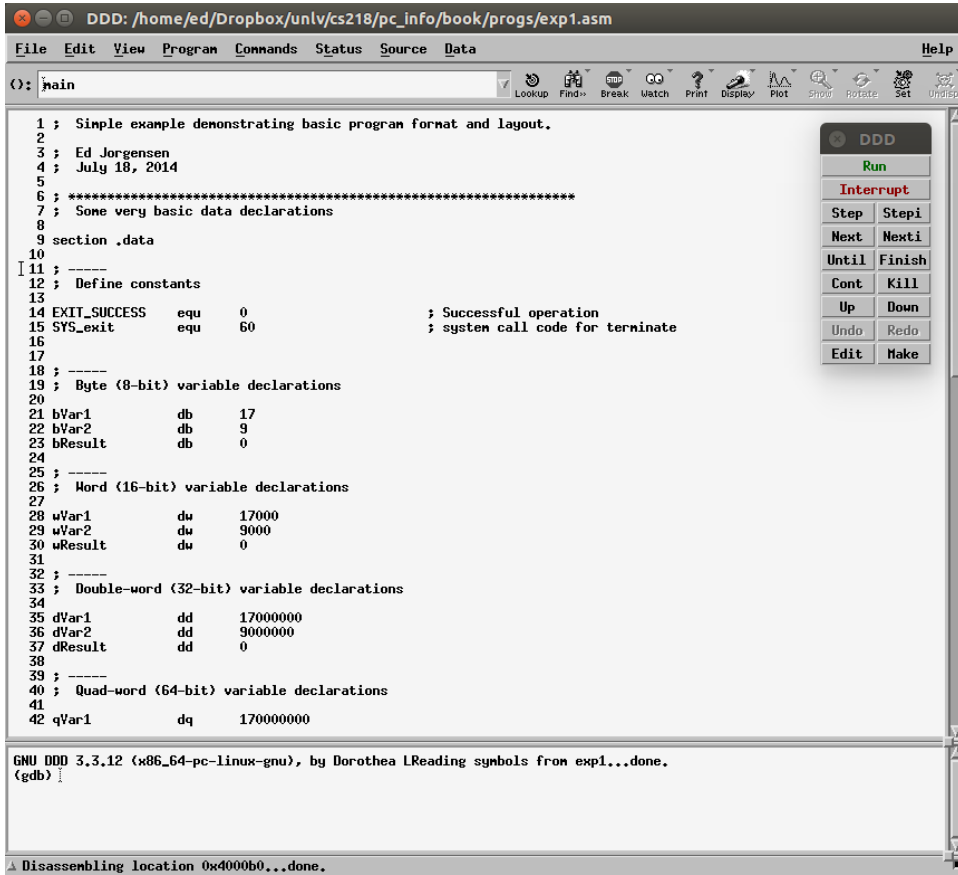 DDD: /home/ed/Dropbox/unlv/cs218/pc_info/book/progs/exp1.asm
File Edit View Program Commands Status Source Data Help
(): main
Lookup Find» Break Watch Print Display Plot Show Rotate Set Undisp
1 ;  Simple example demonstrating basic program format and layout.
2
3 ;  Ed Jorgensen
4 ;  July 18, 2014
5
6 ; ***************************************************************
7 ;  Some very basic data declarations
8
9 section .data
10
11 ; -----
12 ;  Define constants
13
14 EXIT_SUCCESS    equ     0                       ; Successful operation
15 SYS_exit        equ     60                      ; system call code for terminate
16
17
18 ; -----
19 ;  Byte (8-bit) variable declarations
20
21 bVar1           db      17
22 bVar2           db      9
23 bResult         db      0
24
25 ; -----
26 ;  Word (16-bit) variable declarations
27
28 wVar1           dw      17000
29 wVar2           dw      9000
30 wResult         dw      0
31
32 ; -----
33 ;  Double-word (32-bit) variable declarations
34
35 dVar1           dd      17000000
36 dVar2           dd      9000000
37 dResult         dd      0
38
39 ; -----
40 ;  Quad-word (64-bit) variable declarations
41
42 qVar1           dq      170000000
DDD
Run
Interrupt
Step Stepi
Next Nexti
Until Finish
Cont Kill
Up Down
Undo Redo
Edit Make
GNU DDD 3.3.12 (x86_64-pc-linux-gnu), by Dorothea LReading symbols from exp1...done.
(gdb)
Disassembling location 0x4000b0...done.